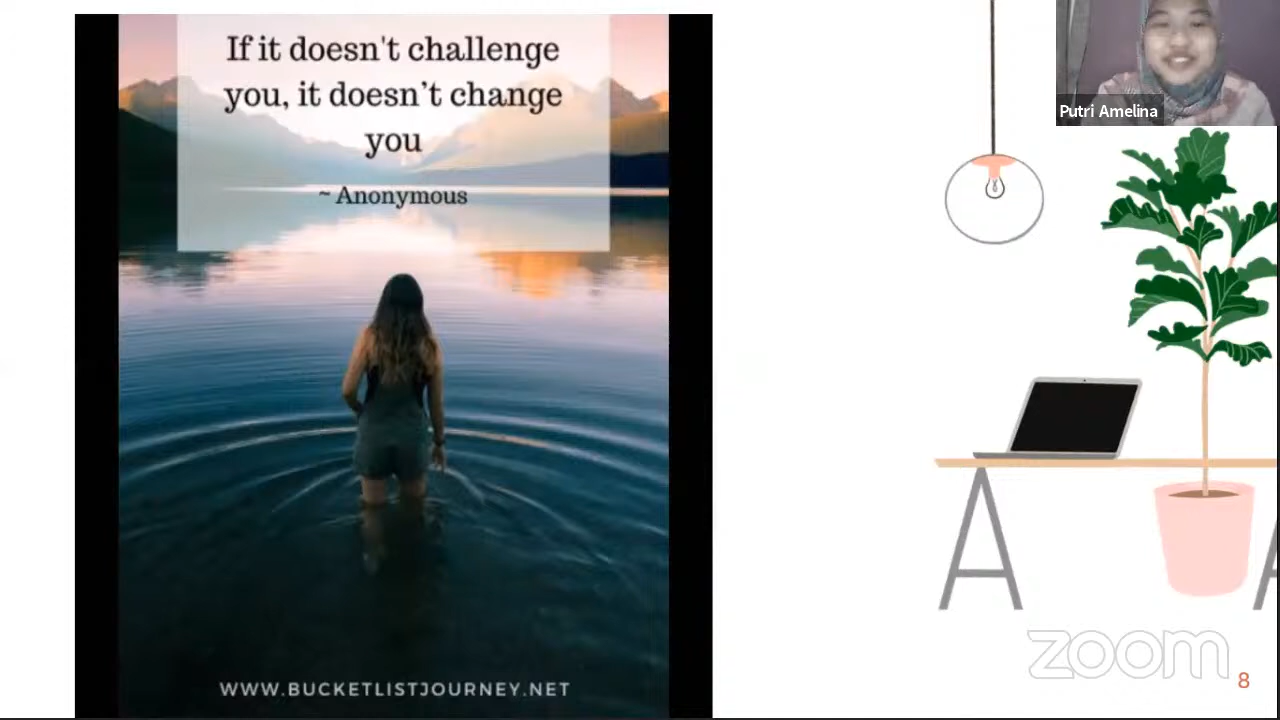 If it doesn't challenge
you, it doesn’t change
you
~ Anonymous
WWW.BUCKETLISTJOURNEY.NET
Putri Amelina
zoom
8